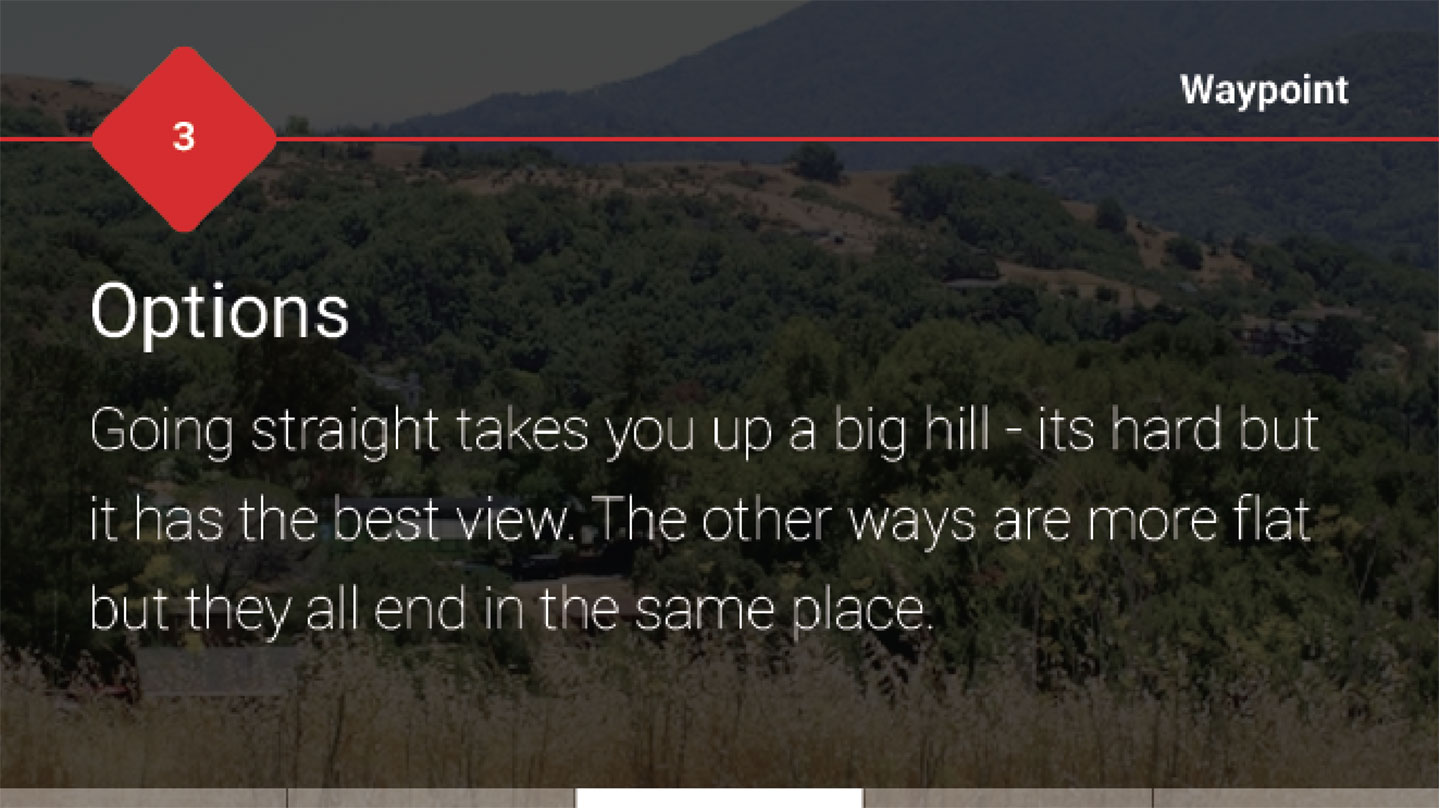 Waypoint
3
Options
Going straight takes you up a big hill - its hard but
it has the best view. The other ways are more flat
but they all end in the same place.